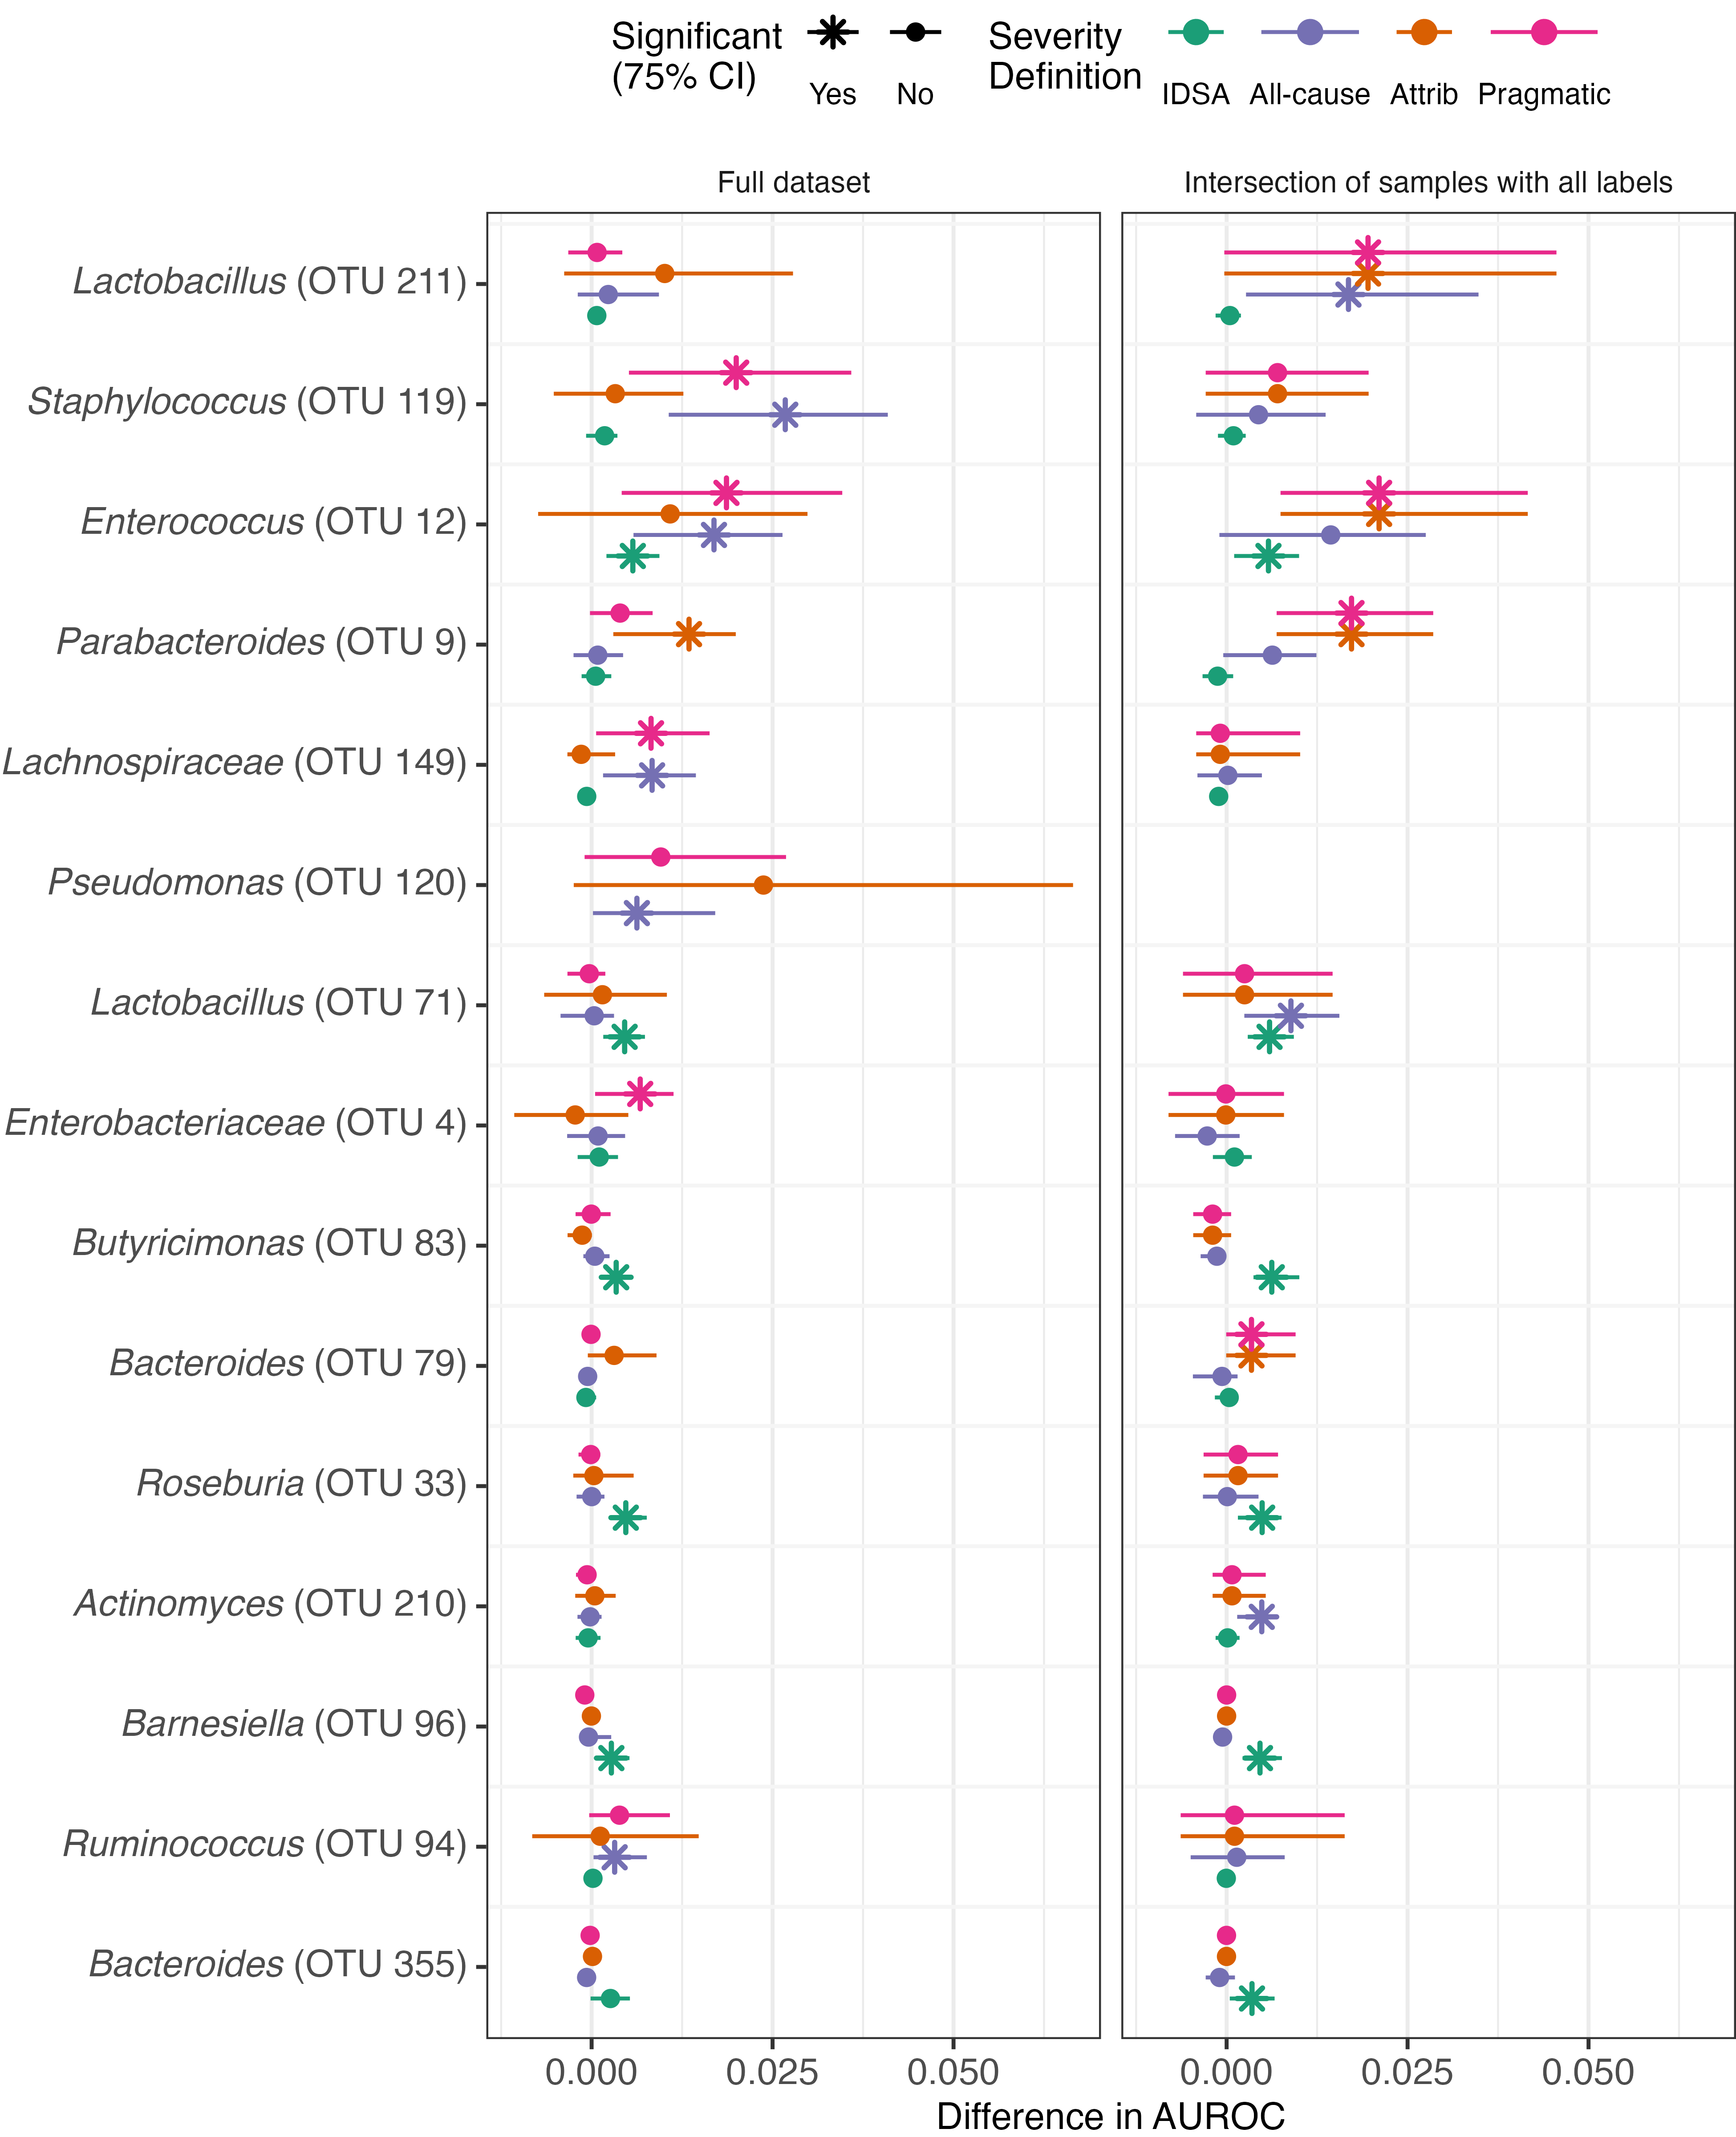 Significant
(75% CI)
Yes No
Severity
Definition
IDSA All-cause Attrib Pragmatic
Full dataset
Intersection of samples with all labels
Lactobacillus (OTU 211)
Staphylococcus (OTU 119)
Enterococcus (OTU 12)
Parabacteroides (OTU 9)
Lachnospiraceae (OTU 149)
Pseudomonas (OTU 120)
Lactobacillus (OTU 71)
Enterobacteriaceae (OTU 4)
Butyricimonas (OTU 83)
Bacteroides (OTU 79)
Roseburia (OTU 33)
Actinomyces (OTU 210)
Barnesiella (OTU 96)
Ruminococcus (OTU 94)
Bacteroides (OTU 355)
0.000 0.025 0.050
0.000 0.025 0.050
Difference in AUROC